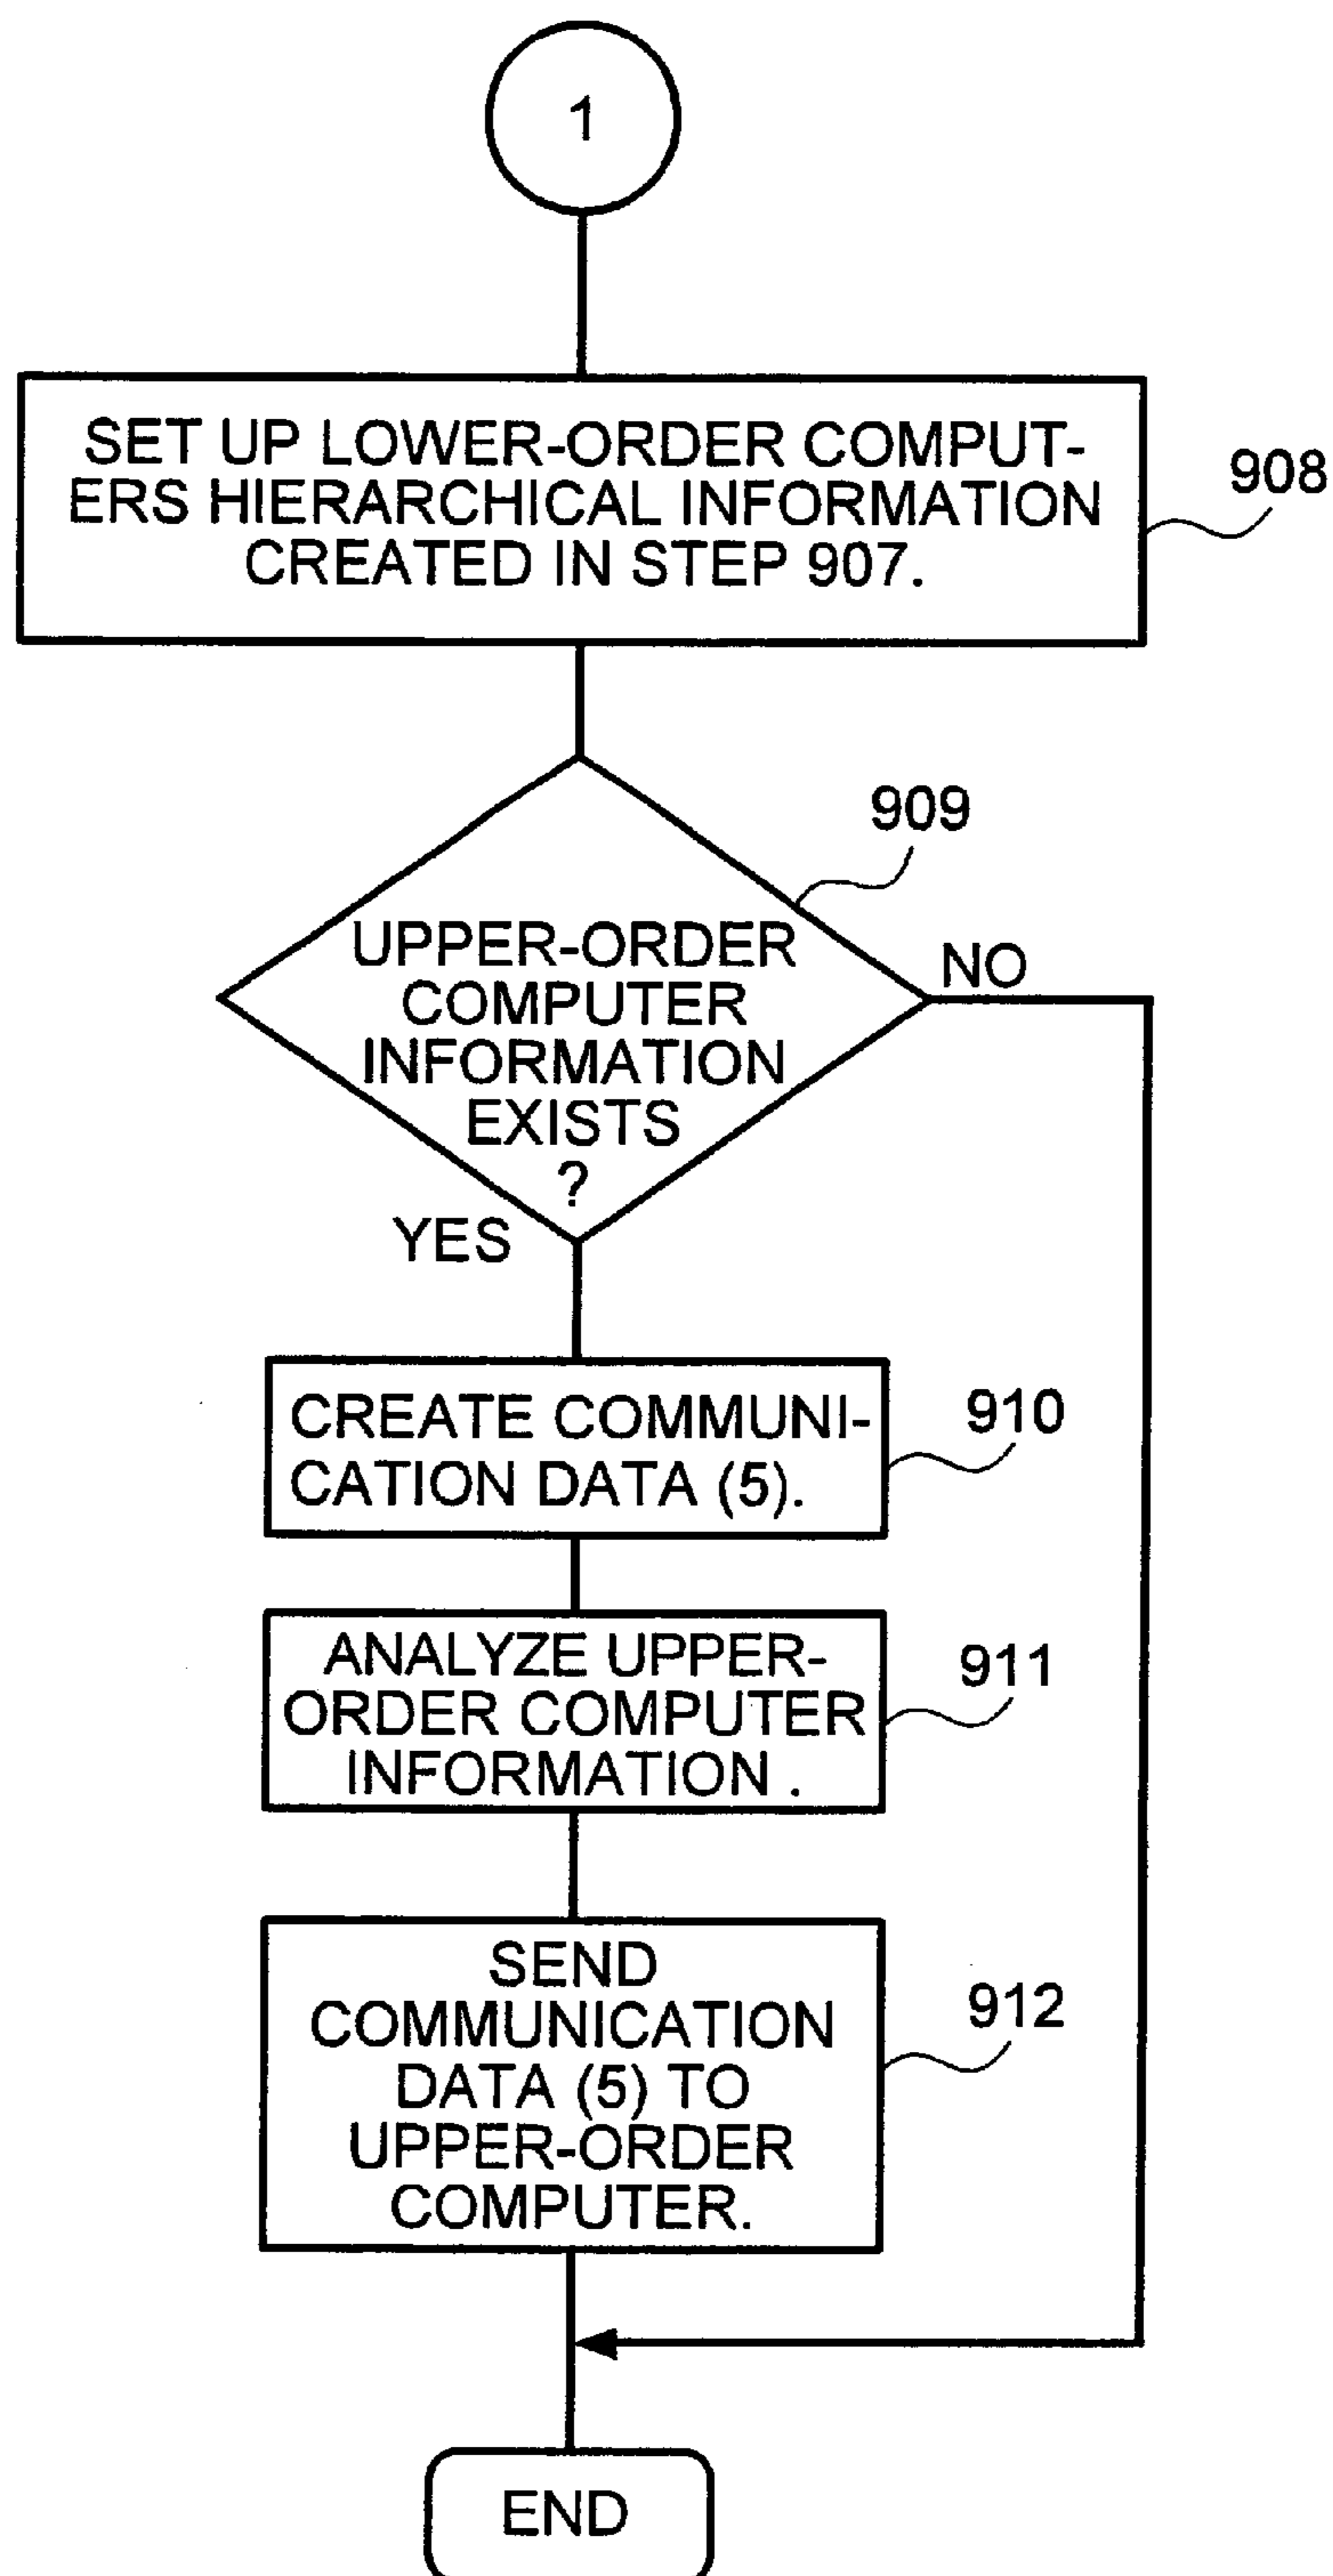 1
SET UP LOWER-ORDER COMPUT-
ERS HIERARCHICAL INFORMATION
CREATED IN STEP 907.
908
909
UPPER-ORDER
COMPUTER
INFORMATION
EXISTS
?
NO
YES
CREATE COMMUNI-
CATION DATA (5).
910
ANALYZE UPPER-
ORDER COMPUTER
INFORMATION .
911
SEND
COMMUNICATION
DATA (5) TO
UPPER-ORDER
COMPUTER.
912
END